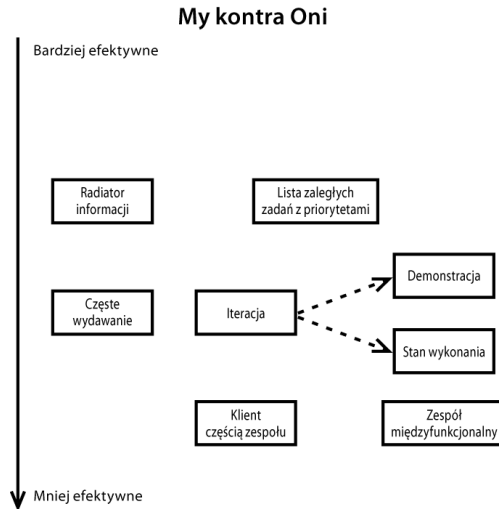 My kontra Oni
Bardziej efektywne
Radiator
informacji
Lista zaległych
zadań z priorytetami
Demonstracja
Częste
wydawanie
Iteracja
Stan wykonania
Klient
częścią zespołu
Zespół
międzyfunkcjonalny
Mniej efektywne